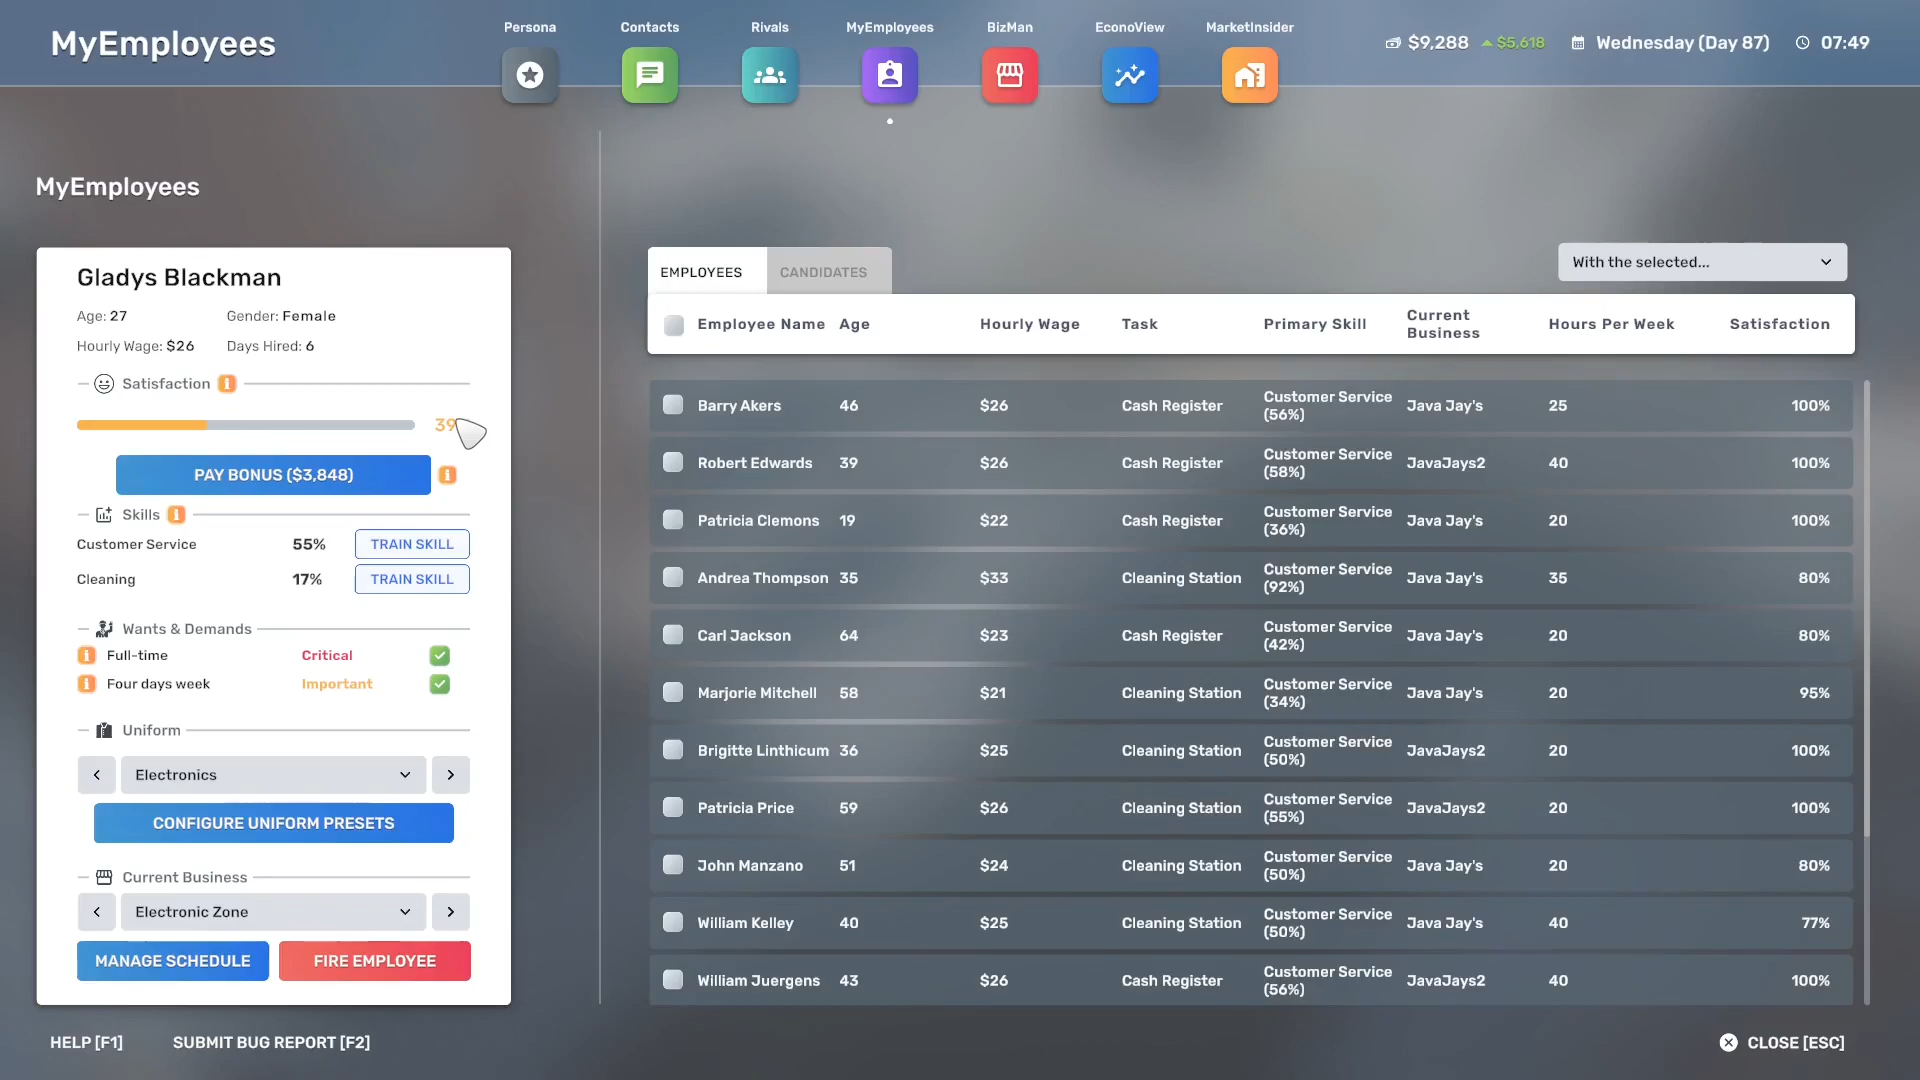 MyEmployees
Persona
Contacts
Rivals
MyEmployees
BizMan
EconoView
MarketInsider
$9,288 $5,618 Wednesday (Day 87) 07:49
MyEmployees
Gladys Blackman
Age: 27 Gender: Female
Hourly Wage: $26 Days Hired: 6
Satisfaction
39
PAY BONUS ($3,848)
Skills
Customer Service 55% TRAIN SKILL
Cleaning 17% TRAIN SKILL
Wants & Demands
Full-time Critical
Four days week Important
Uniform
Electronics
CONFIGURE UNIFORM PRESETS
Current Business
Electronic Zone
MANAGE SCHEDULE FIRE EMPLOYEE
EMPLOYEES CANDIDATES
With the selected...
Employee Name Age Hourly Wage Task Primary Skill Current Business Hours Per Week Satisfaction
Barry Akers 46 $26 Cash Register Customer Service (56%) Java Jay's 25 100%
Robert Edwards 39 $26 Cash Register Customer Service (58%) JavaJays2 40 100%
Patricia Clemons 19 $22 Cash Register Customer Service (36%) Java Jay's 20 100%
Andrea Thompson 35 $33 Cleaning Station Customer Service (92%) Java Jay's 35 80%
Carl Jackson 64 $23 Cash Register Customer Service (42%) Java Jay's 20 80%
Marjorie Mitchell 58 $21 Cleaning Station Customer Service (34%) Java Jay's 20 95%
Brigitte Linthicum 36 $25 Cleaning Station Customer Service (50%) JavaJays2 20 100%
Patricia Price 59 $26 Cleaning Station Customer Service (55%) JavaJays2 20 100%
John Manzano 51 $24 Cleaning Station Customer Service (50%) Java Jay's 20 80%
William Kelley 40 $25 Cleaning Station Customer Service (50%) Java Jay's 40 77%
William Juergens 43 $26 Cash Register Customer Service (56%) JavaJays2 40 100%
HELP [F1] SUBMIT BUG REPORT [F2]
CLOSE [ESC]